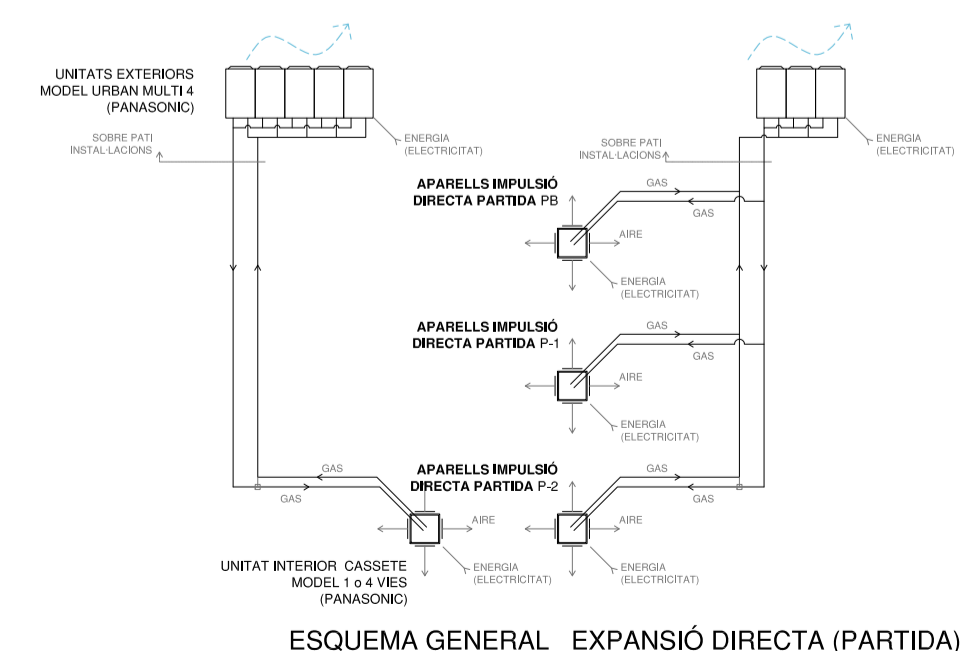 UNITATS EXTERIORS
MODEL URBAN MULTI 4
(PANASONIC)
SOBRE PATI
INSTAL·LACIONS
ENERGIA
(ELECTRICITAT)
SOBRE PATI
INSTAL·LACIONS
ENERGIA
(ELECTRICITAT)
APARELLS IMPULSIÓ
DIRECTA PARTIDA PB
GAS
GAS
AIRE
ENERGIA
(ELECTRICITAT)
APARELLS IMPULSIÓ
DIRECTA PARTIDA P-1
GAS
GAS
AIRE
ENERGIA
(ELECTRICITAT)
GAS
GAS
APARELLS IMPULSIÓ
DIRECTA PARTIDA P-2
GAS
GAS
AIRE
AIRE
UNITAT INTERIOR CASSETE
MODEL 1 o 4 VIES
(PANASONIC)
ENERGIA
(ELECTRICITAT)
ENERGIA
(ELECTRICITAT)
ESQUEMA GENERAL EXPANSIÓ DIRECTA (PARTIDA)